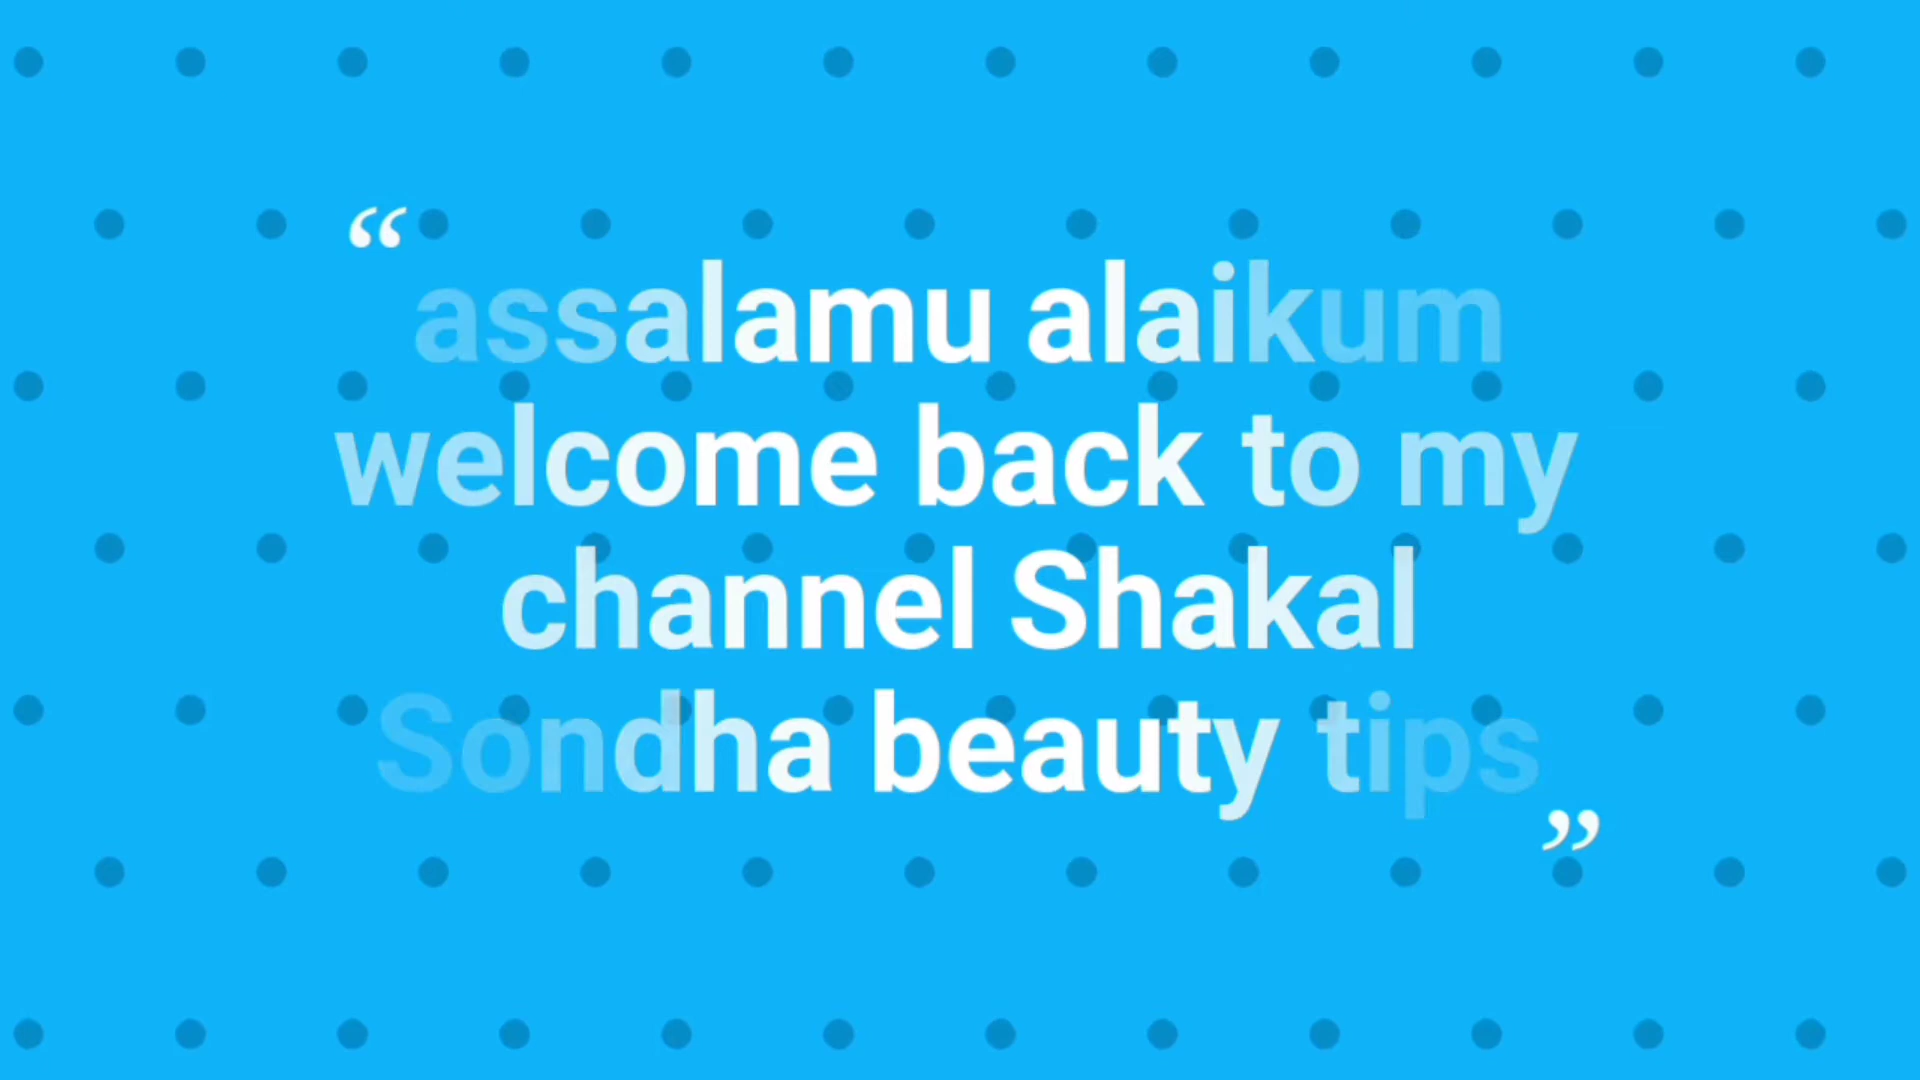 “
assalamu alaikum
welcome back to my
channel Shakal
Sondha beauty tips
”